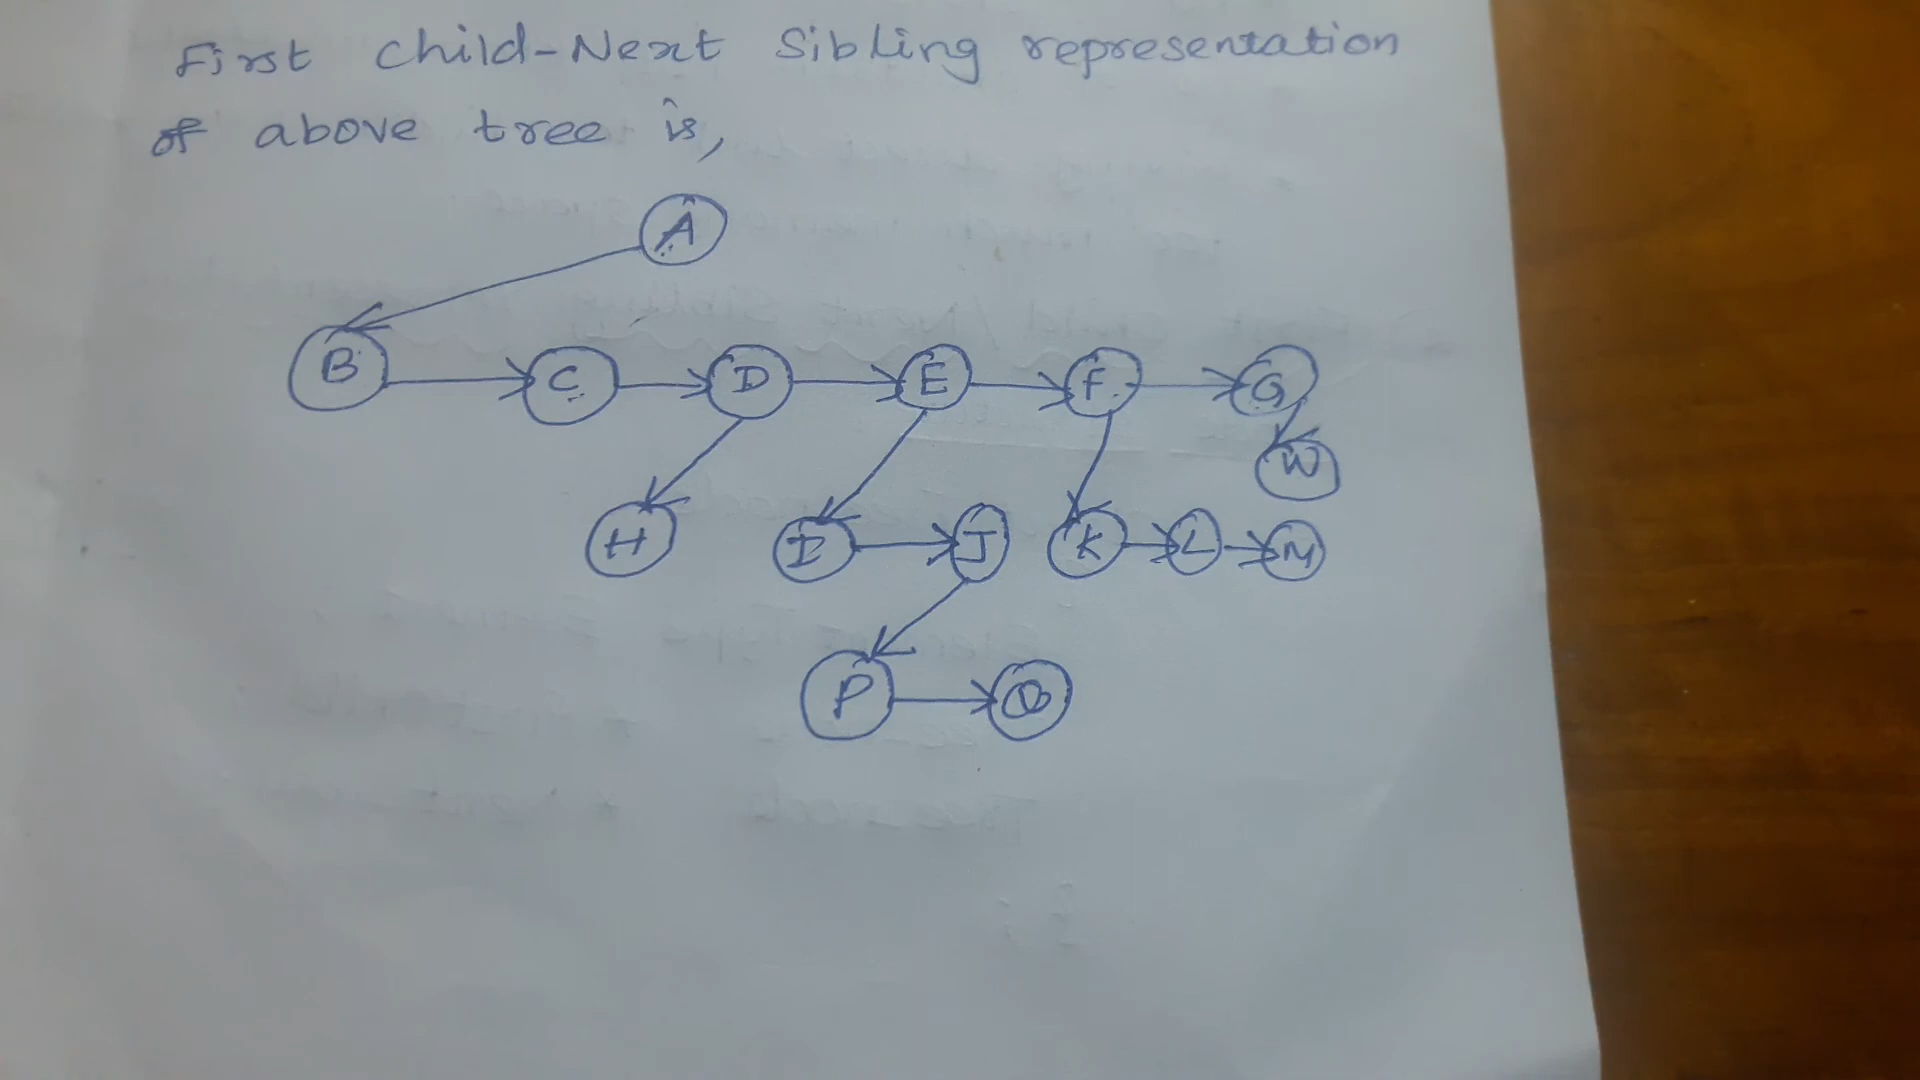 First Child-Next Sibling representation
of above tree is,
A
B C D E F G
W
H I J K L M
P Q